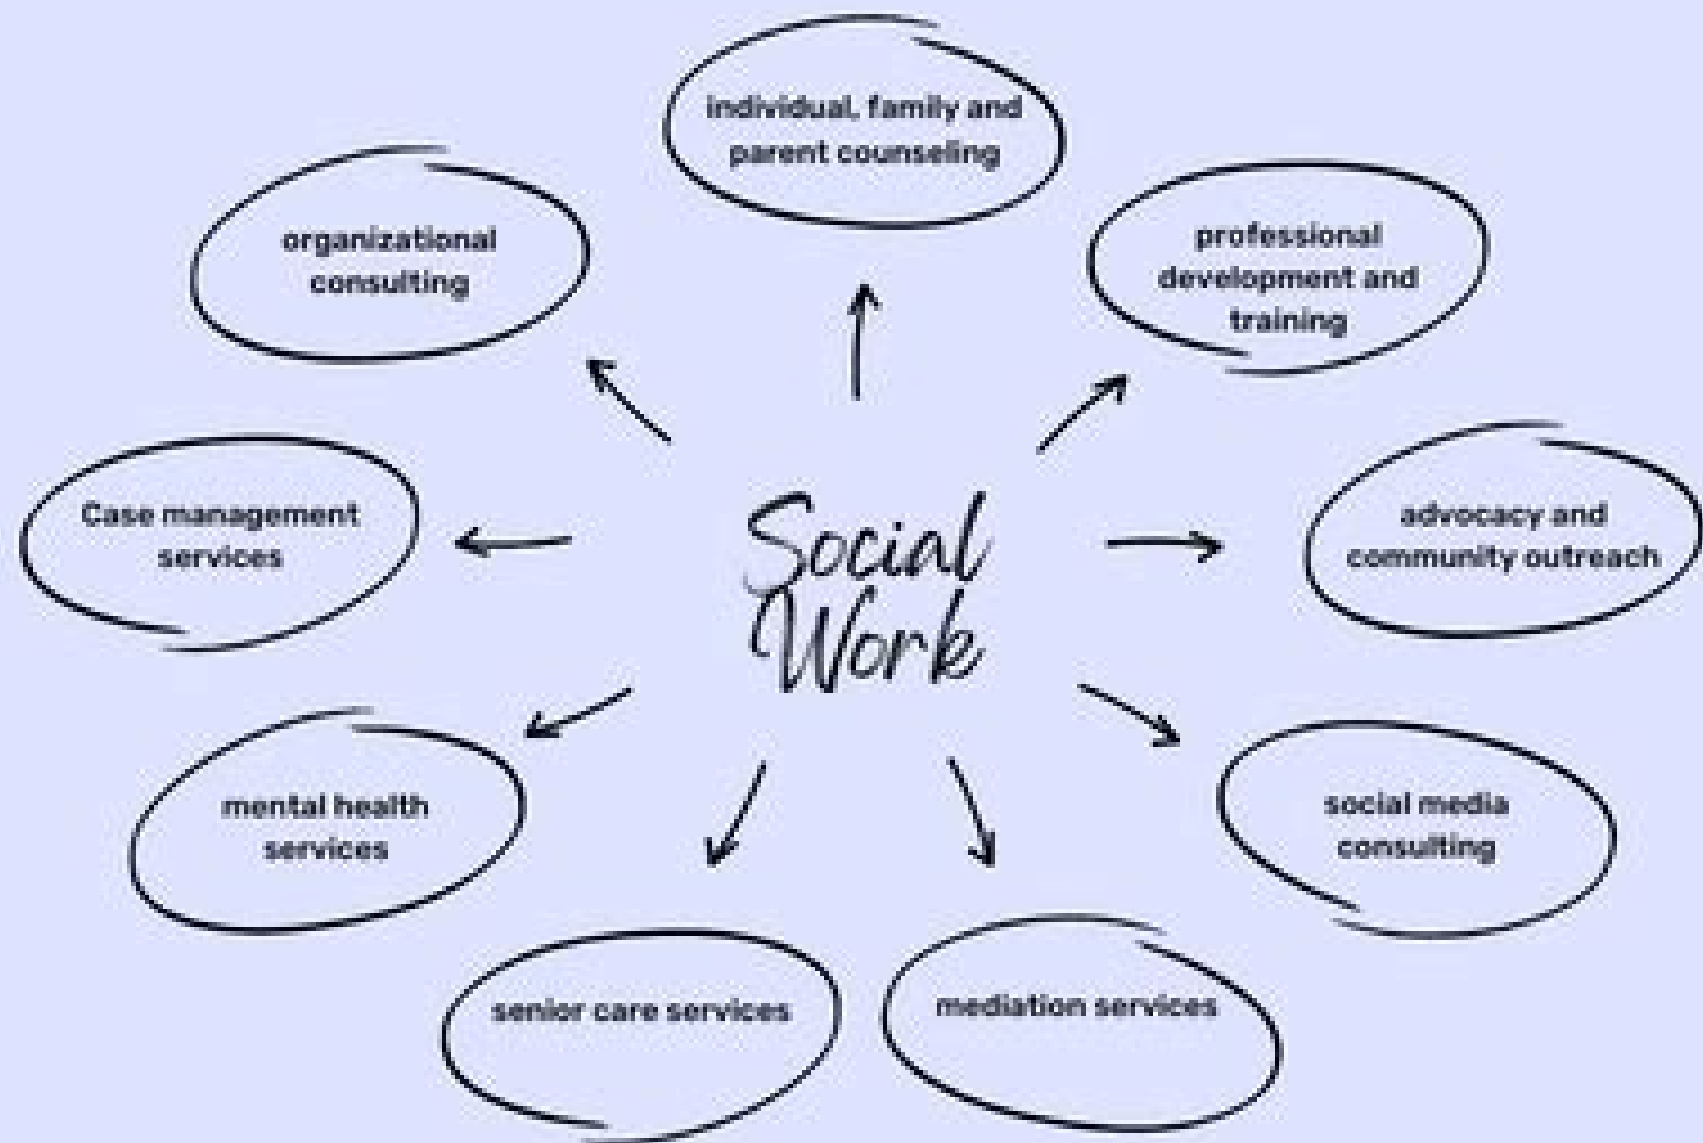 individual, family and
parent counseling
organizational
consulting
professional
development and
training
Case management
services
Social
Work
advocacy and
community outreach
mental health
services
social media
consulting
senior care services
mediation services